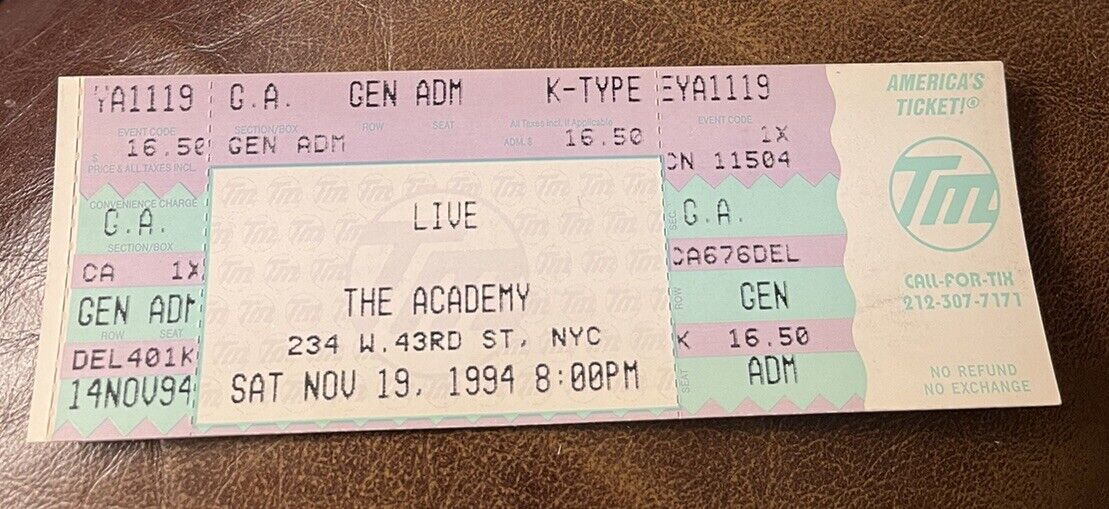 YA1119 G.A. GEN ADM K-TYPE EYA1119
EVENT CODE SECTION/BOX ROW SEAT All Taxes Incl. If Applicable EVENT CODE
$ 16.50 GEN ADM ADM. $ 16.50 1X
PRICE & ALL TAXES INCL. CN 11504
CONVENIENCE CHARGE
G.A.
SECTION/BOX
CA 1X
GEN ADM
ROW SEAT
DEL401K
14NOV94
LIVE
THE ACADEMY
234 W.43RD ST, NYC
SAT NOV 19, 1994 8:00PM
SEC. G.A.
CA676DEL
ROW GEN
K 16.50
SEAT ADM
AMERICA'S
TICKET!®
Tm
CALL-FOR-TIX
212-307-7171
NO REFUND
NO EXCHANGE